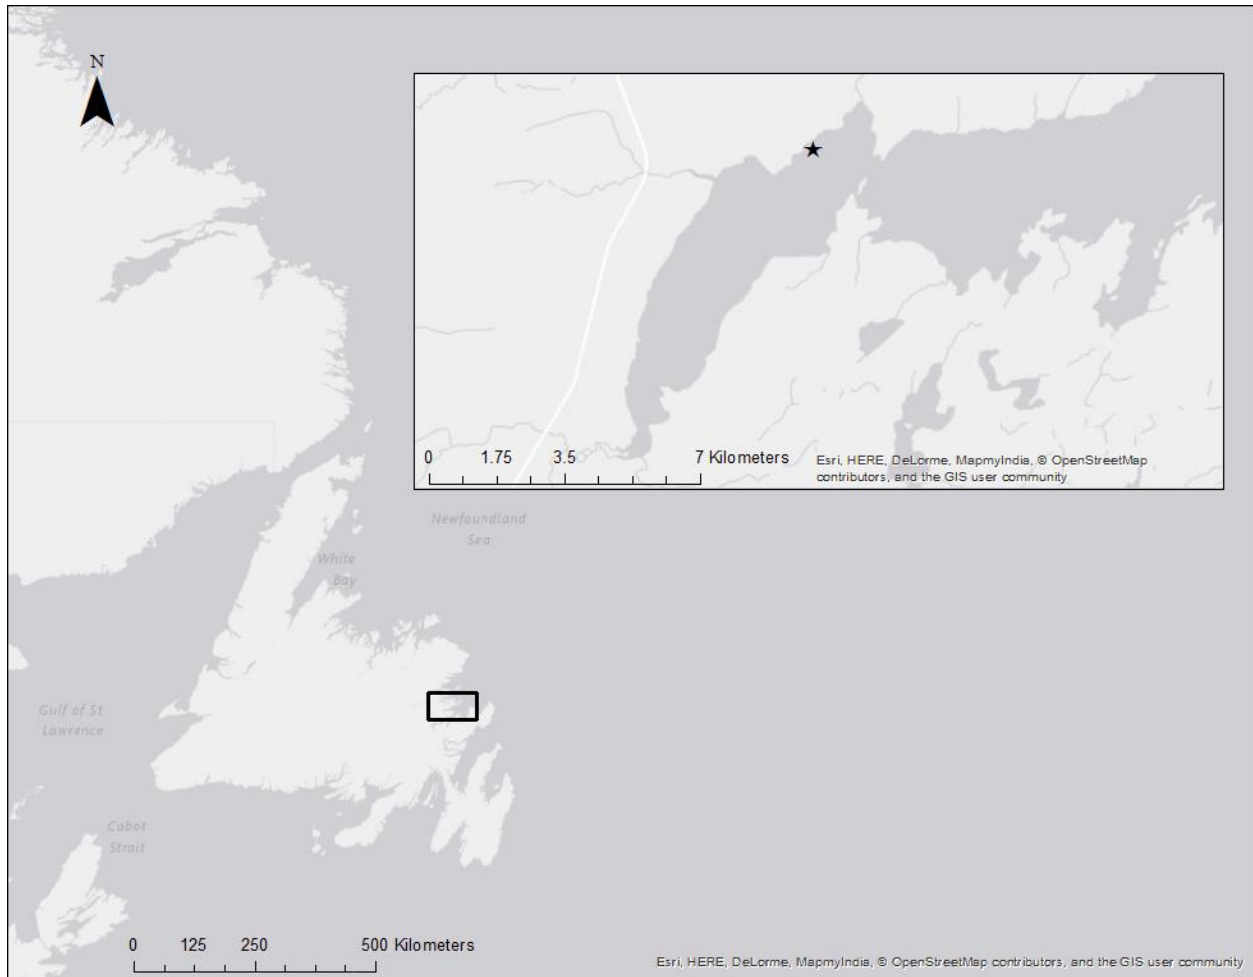 N
0 1.75 3.5 7 Kilometers
Esri, HERE, DeLorme, MapmyIndia, © OpenStreetMap
contributors, and the GIS user community
Newfoundland
Sea
White
Bay
Gulf of St.
Lawrence
Cabot
Strait
0 125 250 500 Kilometers
Esri, HERE, DeLorme, MapmyIndia, © OpenStreetMap contributors, and the GIS user community